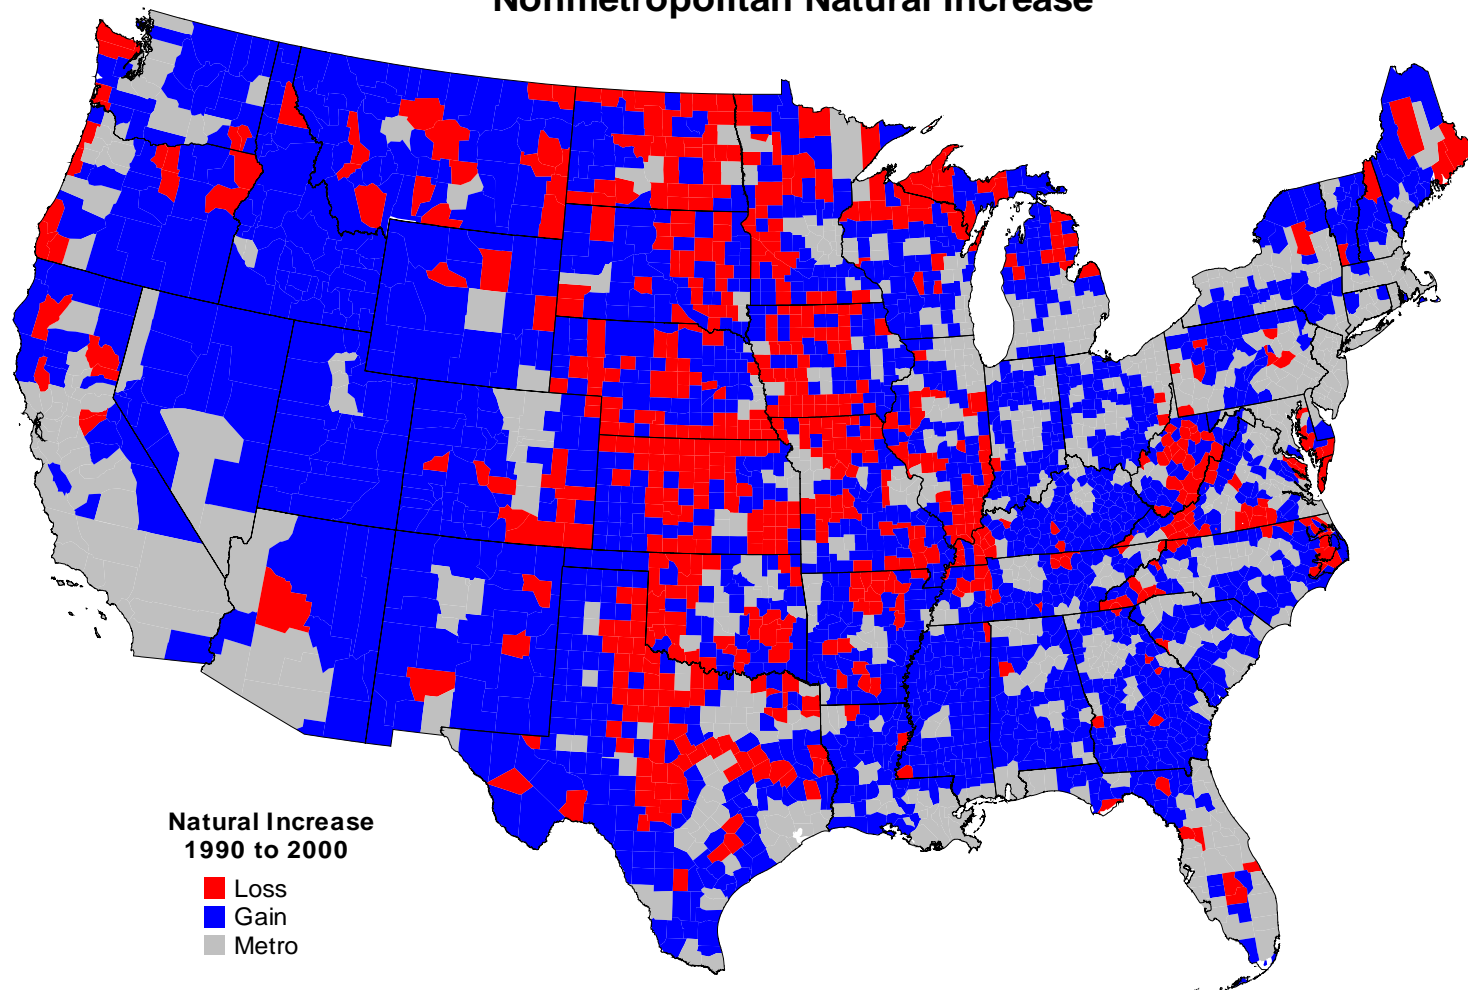 Nonmetropolitan Natural Increase
Natural Increase
1990 to 2000
Loss
Gain
Metro